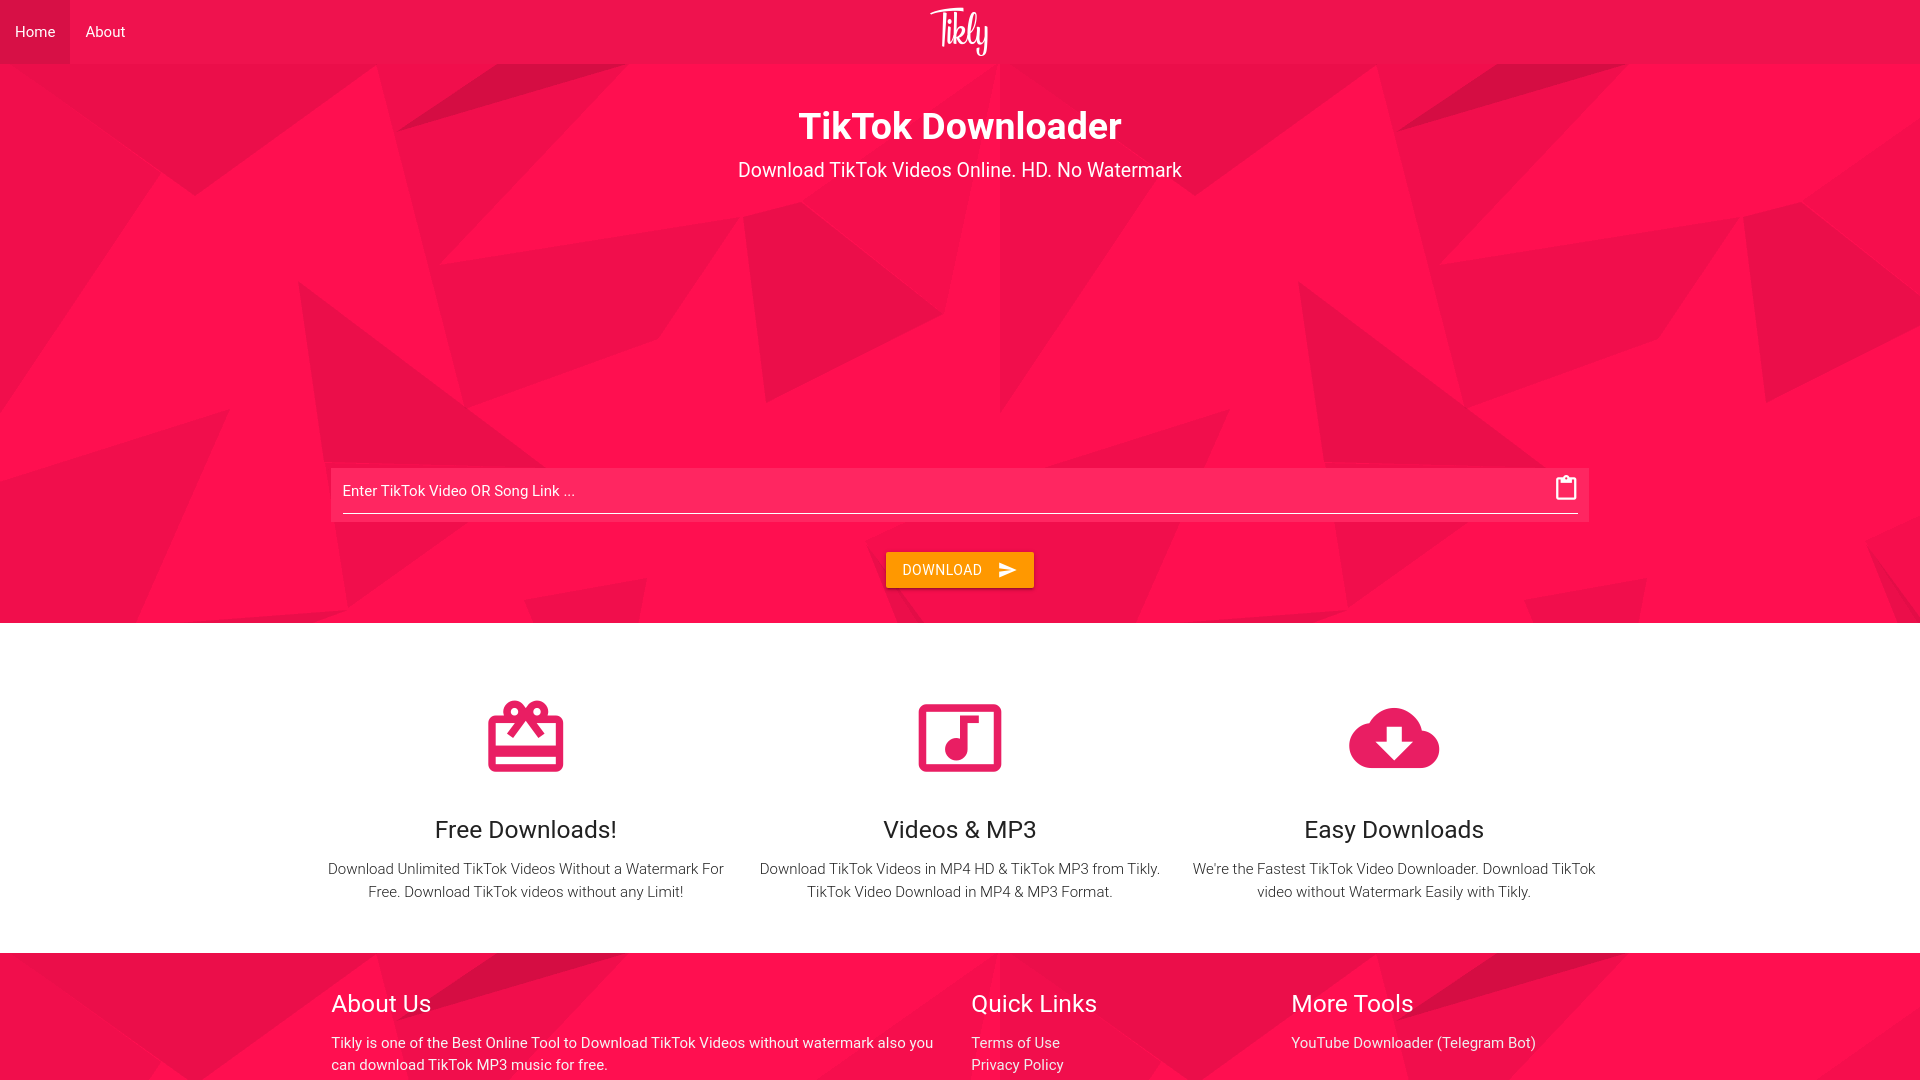 Home
About
Tikly
TikTok Downloader
Download TikTok Videos Online. HD. No Watermark
Enter TikTok Video OR Song Link ...
DOWNLOAD
Free Downloads!
Download Unlimited TikTok Videos Without a Watermark For
Free. Download TikTok videos without any Limit!
Videos & MP3
Download TikTok Videos in MP4 HD & TikTok MP3 from Tikly.
TikTok Video Download in MP4 & MP3 Format.
Easy Downloads
We're the Fastest TikTok Video Downloader. Download TikTok
video without Watermark Easily with Tikly.
About Us
Tikly is one of the Best Online Tool to Download TikTok Videos without watermark also you
can download TikTok MP3 music for free.
Quick Links
Terms of Use
Privacy Policy
More Tools
YouTube Downloader (Telegram Bot)